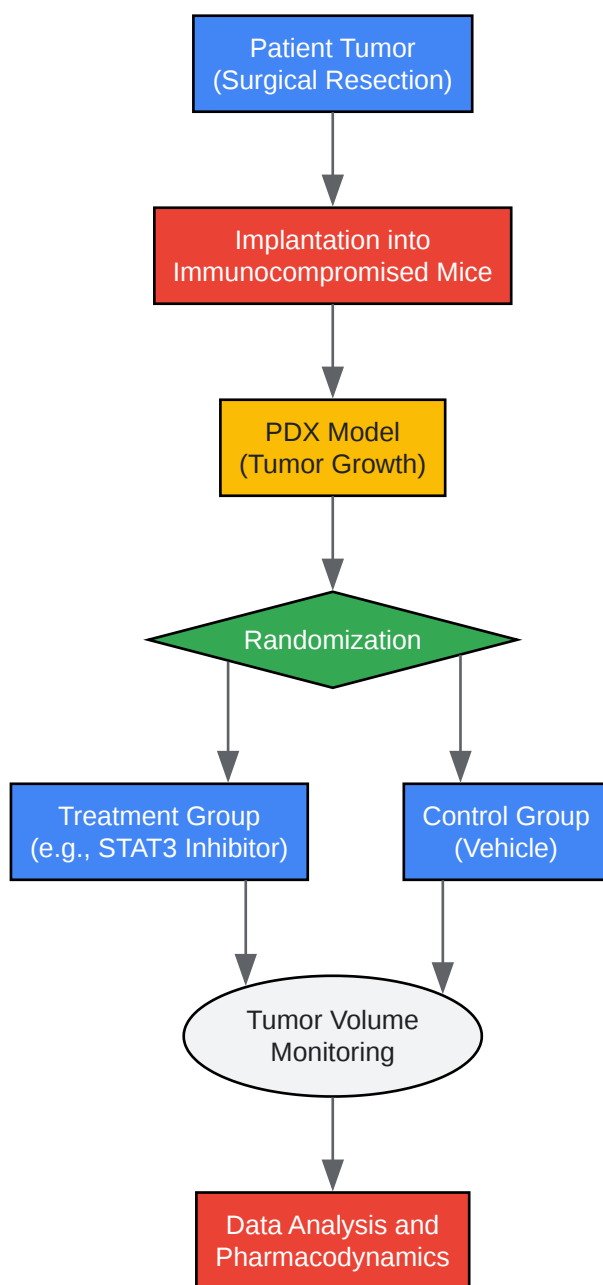 Patient Tumor
(Surgical Resection)
Implantation into
Immunocompromised Mice
PDX Model
(Tumor Growth)
Randomization
Treatment Group
(e.g., STAT3 Inhibitor)
Control Group
(Vehicle)
Tumor Volume
Monitoring
Data Analysis and
Pharmacodynamics